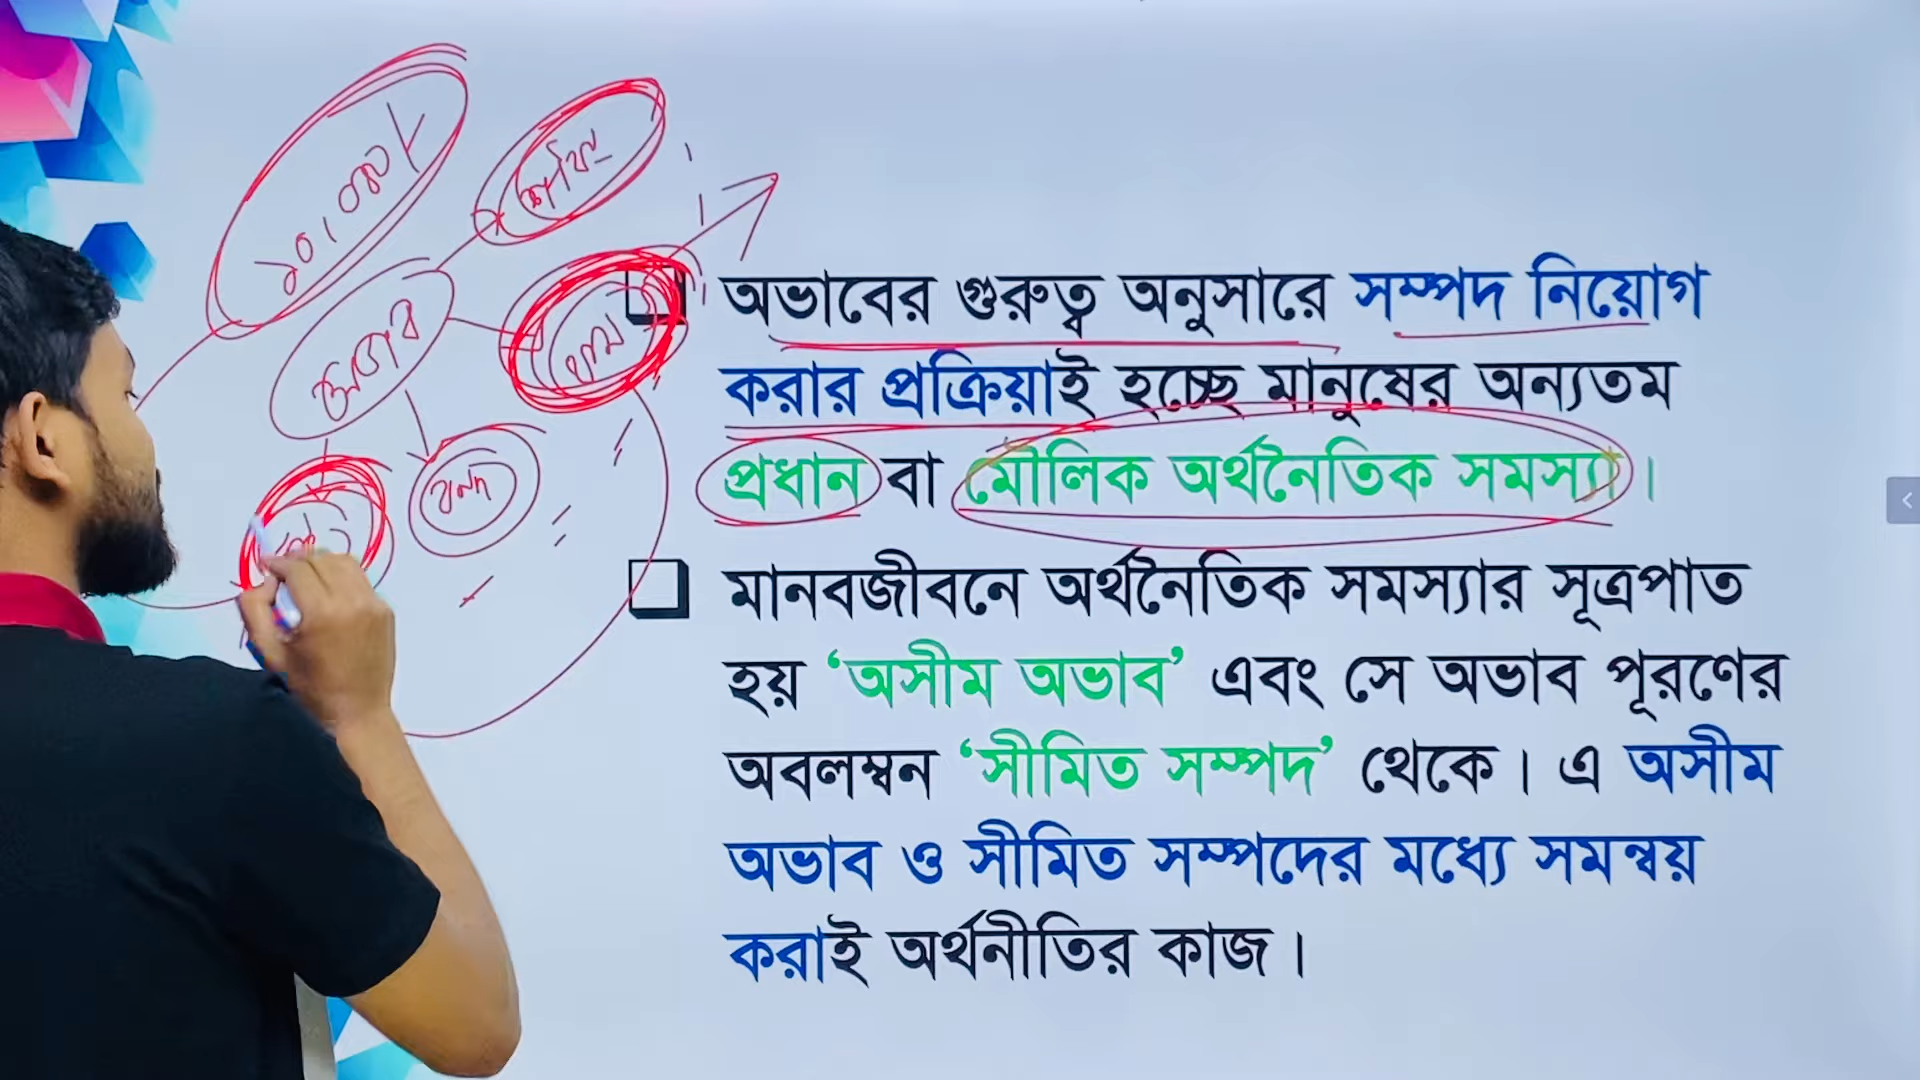 অভাব
❑ অভাবের গুরুত্ব অনুসারে সম্পদ নিয়োগ
করার প্রক্রিয়াই হচ্ছে মানুষের অন্যতম
প্রধান বা মৌলিক অর্থনৈতিক সমস্যা।
❑ মানবজীবনে অর্থনৈতিক সমস্যার সূত্রপাত
হয় ‘অসীম অভাব’ এবং সে অভাব পূরণের
অবলম্বন ‘সীমিত সম্পদ’ থেকে। এ অসীম
অভাব ও সীমিত সম্পদের মধ্যে সমন্বয়
করাই অর্থনীতির কাজ।